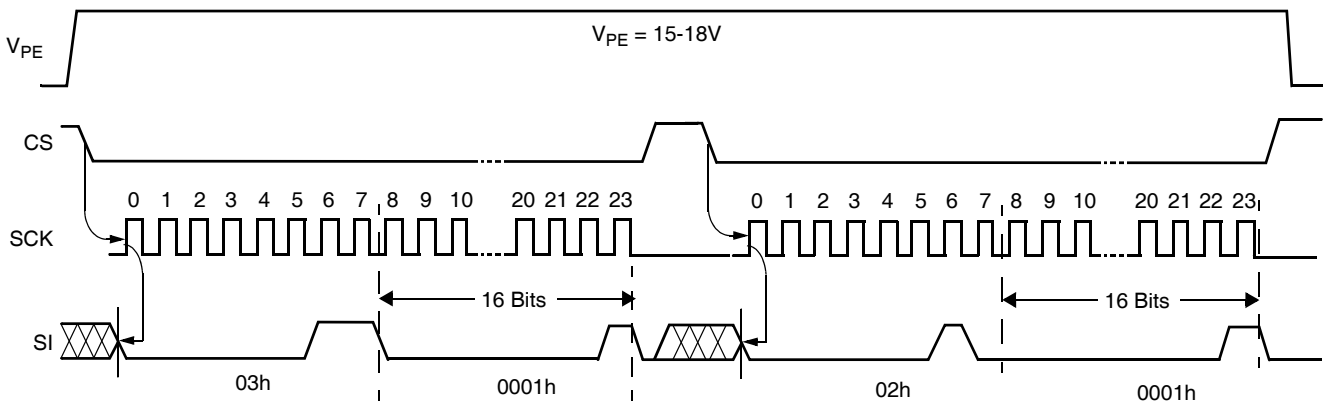 V_PE
V_PE = 15-18V
CS
0 1 2 3 4 5 6 7 8 9 10 20 21 22 23 0 1 2 3 4 5 6 7 8 9 10 20 21 22 23
SCK
16 Bits 16 Bits
SI
03h 0001h 02h 0001h